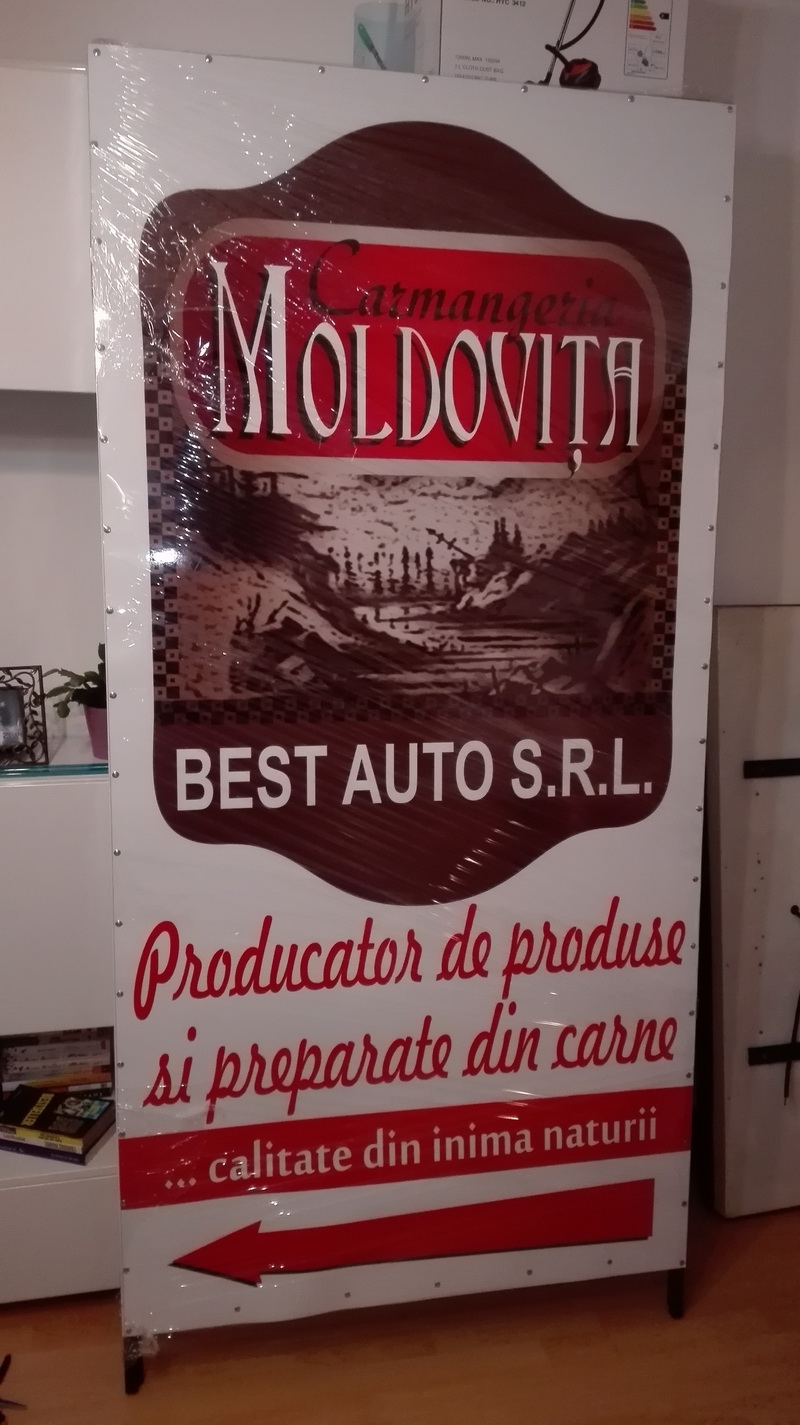 Carmangeria
MOLDOVIȚA
BEST AUTO S.R.L.
Producator de produse
si preparate din carne
... calitate din inima naturii